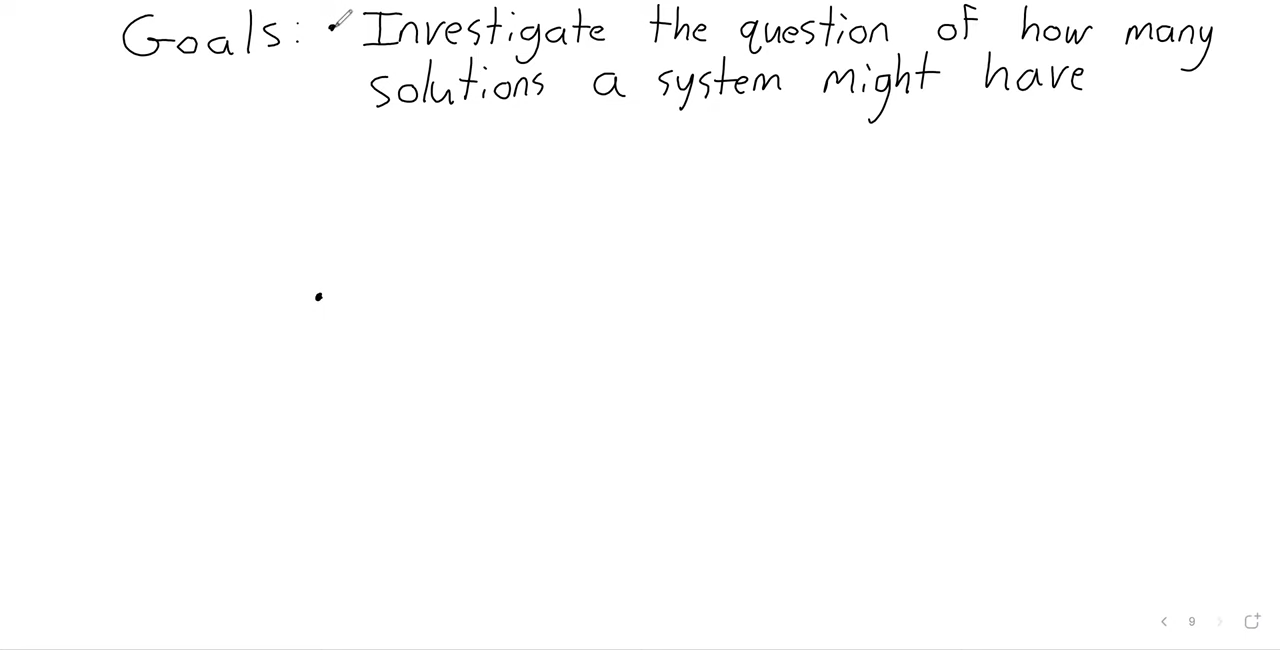 Goals: • Investigate the question of how many
solutions a system might have
•
9